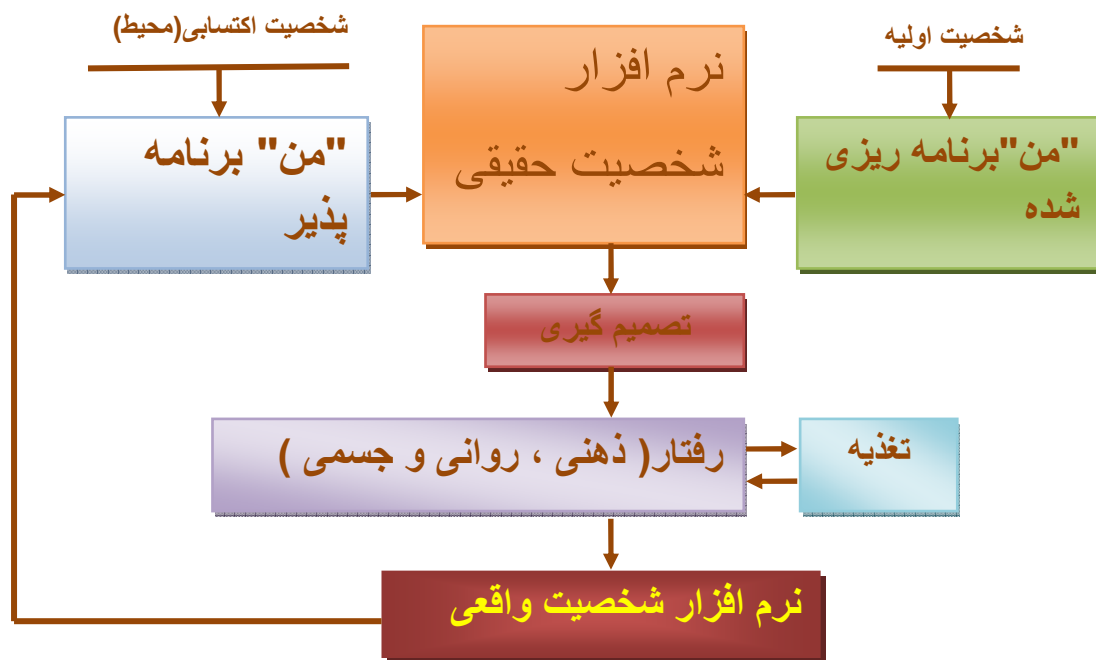 شخصیت اولیه
شخصیت اکتسابی(محیط)
نرم افزار
شخصیت حقیقی
"من"برنامه ریزی
شده
"من" برنامه
پذیر
تصمیم گیری
رفتار( ذهنی ، روانی و جسمی )
تغذیه
نرم افزار شخصیت واقعی